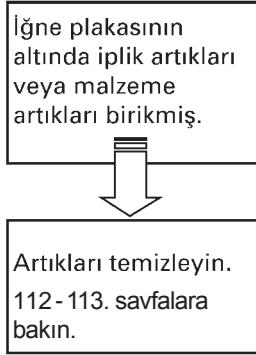 İğne plakasının
altında iplik artıkları
veya malzeme
artıkları birikmiş.
Artıkları temizleyin.
112 - 113. savfalara
bakın.